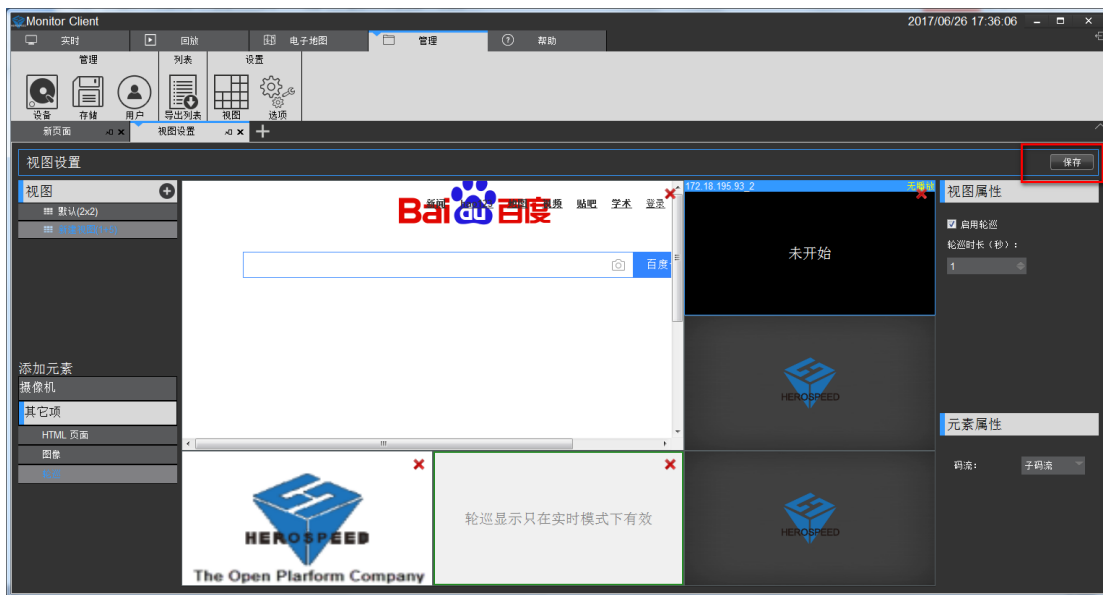 Monitor Client 2017/06/26 17:36:06
实时 回放 电子地图 管理 帮助
管理 列表 设置
设备 存储 用户 导出列表 视图 选项
新页面 视图设置
视图设置 保存
视图
默认(2x2)
添加元素
摄像机
其它项
HTML 页面
图像
新闻 视频 贴吧 学术 登录
Bai du 百度
百度
172.18.195.93_2
未开始
HEROSPEED
HEROSPEED
The Open Plarform Company
轮巡显示只在实时模式下有效
HEROSPEED
视图属性
启用轮巡
轮巡时长（秒）:
1
元素属性
码流: 子码流